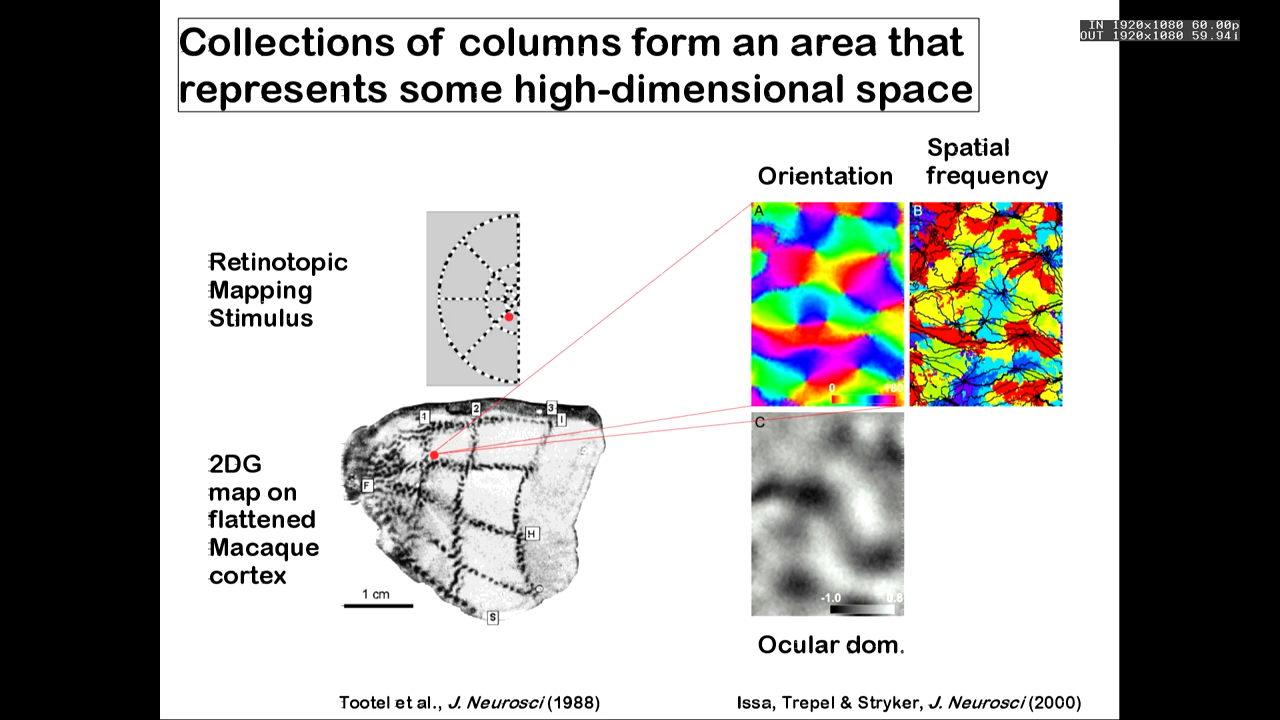 IN 1920x1080 60.00p
OUT 1920x1080 59.94i
Collections of columns form an area that
represents some high-dimensional space
Spatial
frequency
Orientation
A
B
Retinotopic
Mapping
Stimulus
0
180
1
2
3
I
C
F
2DG
map on
flattened
Macaque
cortex
H
1 cm
S
-1.0
0.8
Ocular dom.
Tootel et al., J. Neurosci (1988)
Issa, Trepel & Stryker, J. Neurosci (2000)